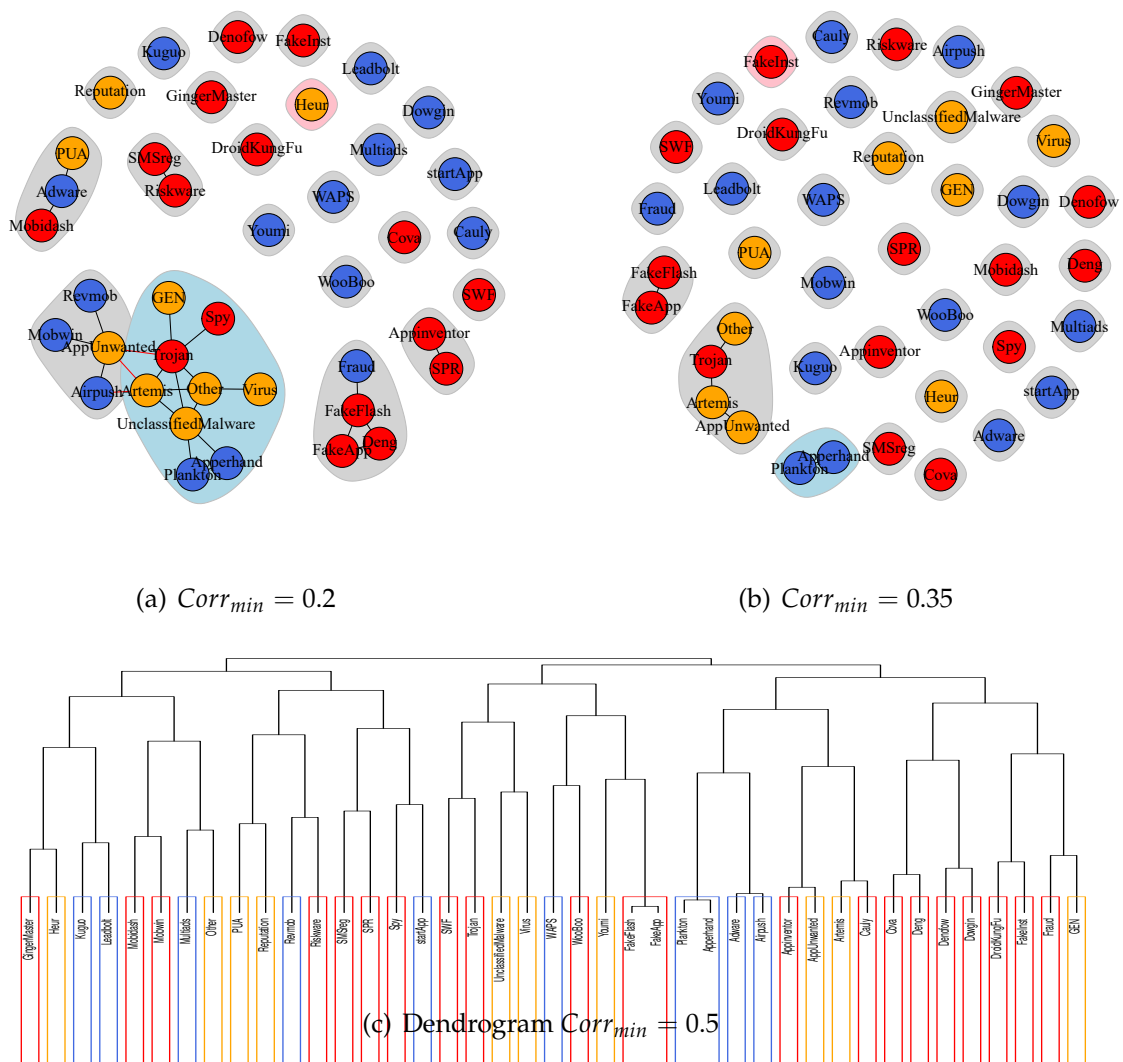 Denofow
FakeInst
Kuguo
Leadbolt
Reputation
GingerMaster
Heur
Dowgin
PUA
SMSreg
DroidKungFu
Multiads
startApp
Adware
Riskware
WAPS
Mobidash
Youmi
Cova
Cauly
WooBoo
SWF
Revmob
GEN
Spy
Mobwin
AppUnwanted
Trojan
Appinventor
SPR
Airpush
Artemis
Other
Virus
Fraud
UnclassifiedMalware
FakeFlash
FakeApp
Deng
Apperhand
Plankton
Cauly
Riskware
Airpush
FakeInst
Youmi
Revmob
GingerMaster
UnclassifiedMalware
DroidKungFu
Virus
SWF
Reputation
Leadbolt
WAPS
GEN
Dowgin
Denofow
Fraud
PUA
SPR
Mobidash
Deng
FakeFlash
FakeApp
Mobwin
WooBoo
Multiads
Other
Trojan
Appinventor
Spy
Kuguo
Artemis
Heur
startApp
AppUnwanted
Adware
Apperhand
SMSreg
Plankton
Cova
(a) Corr_min = 0.2
(b) Corr_min = 0.35
GingerMaster
Heur
Kuguo
Leadbolt
Mobidash
Mobwin
Multiads
Other
PUA
Reputation
Revmob
Riskware
SMSreg
SPR
Spy
startApp
SWF
Trojan
UnclassifiedMalware
Virus
WAPS
WooBoo
Youmi
FakeFlash
FakeApp
Plankton
Apperhand
Adware
Airpush
Appinventor
AppUnwanted
Artemis
Cauly
Cova
Deng
Denofow
Dowgin
DroidKungFu
FakeInst
Fraud
GEN
(c) Dendrogram Corr_min = 0.5